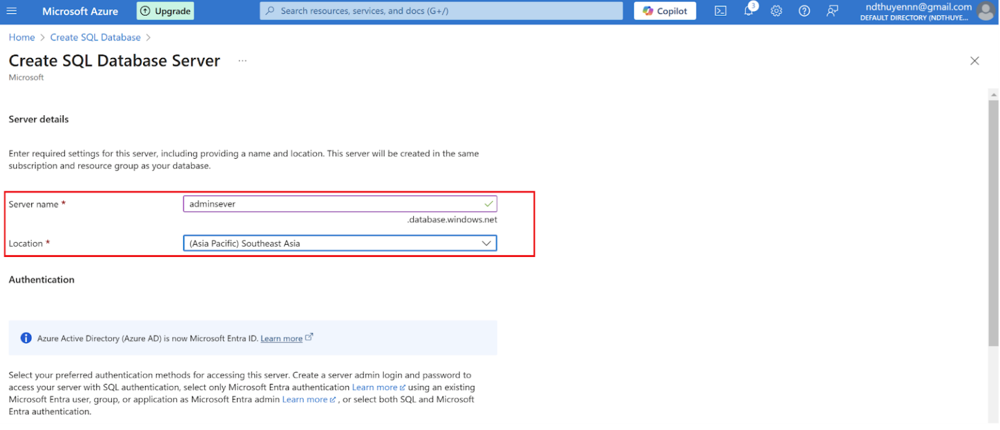 Microsoft Azure
Upgrade
Search resources, services, and docs (G+/)
Copilot
3
ndthuyennn@gmail.com
DEFAULT DIRECTORY (NDTHUYE...
Home > Create SQL Database >
Create SQL Database Server ...
Microsoft
Server details
Enter required settings for this server, including providing a name and location. This server will be created in the same
subscription and resource group as your database.
Server name *
adminsever
.database.windows.net
Location *
(Asia Pacific) Southeast Asia
Authentication
Azure Active Directory (Azure AD) is now Microsoft Entra ID. Learn more
Select your preferred authentication methods for accessing this server. Create a server admin login and password to
access your server with SQL authentication, select only Microsoft Entra authentication Learn more using an existing
Microsoft Entra user, group, or application as Microsoft Entra admin Learn more , or select both SQL and Microsoft
Entra authentication.